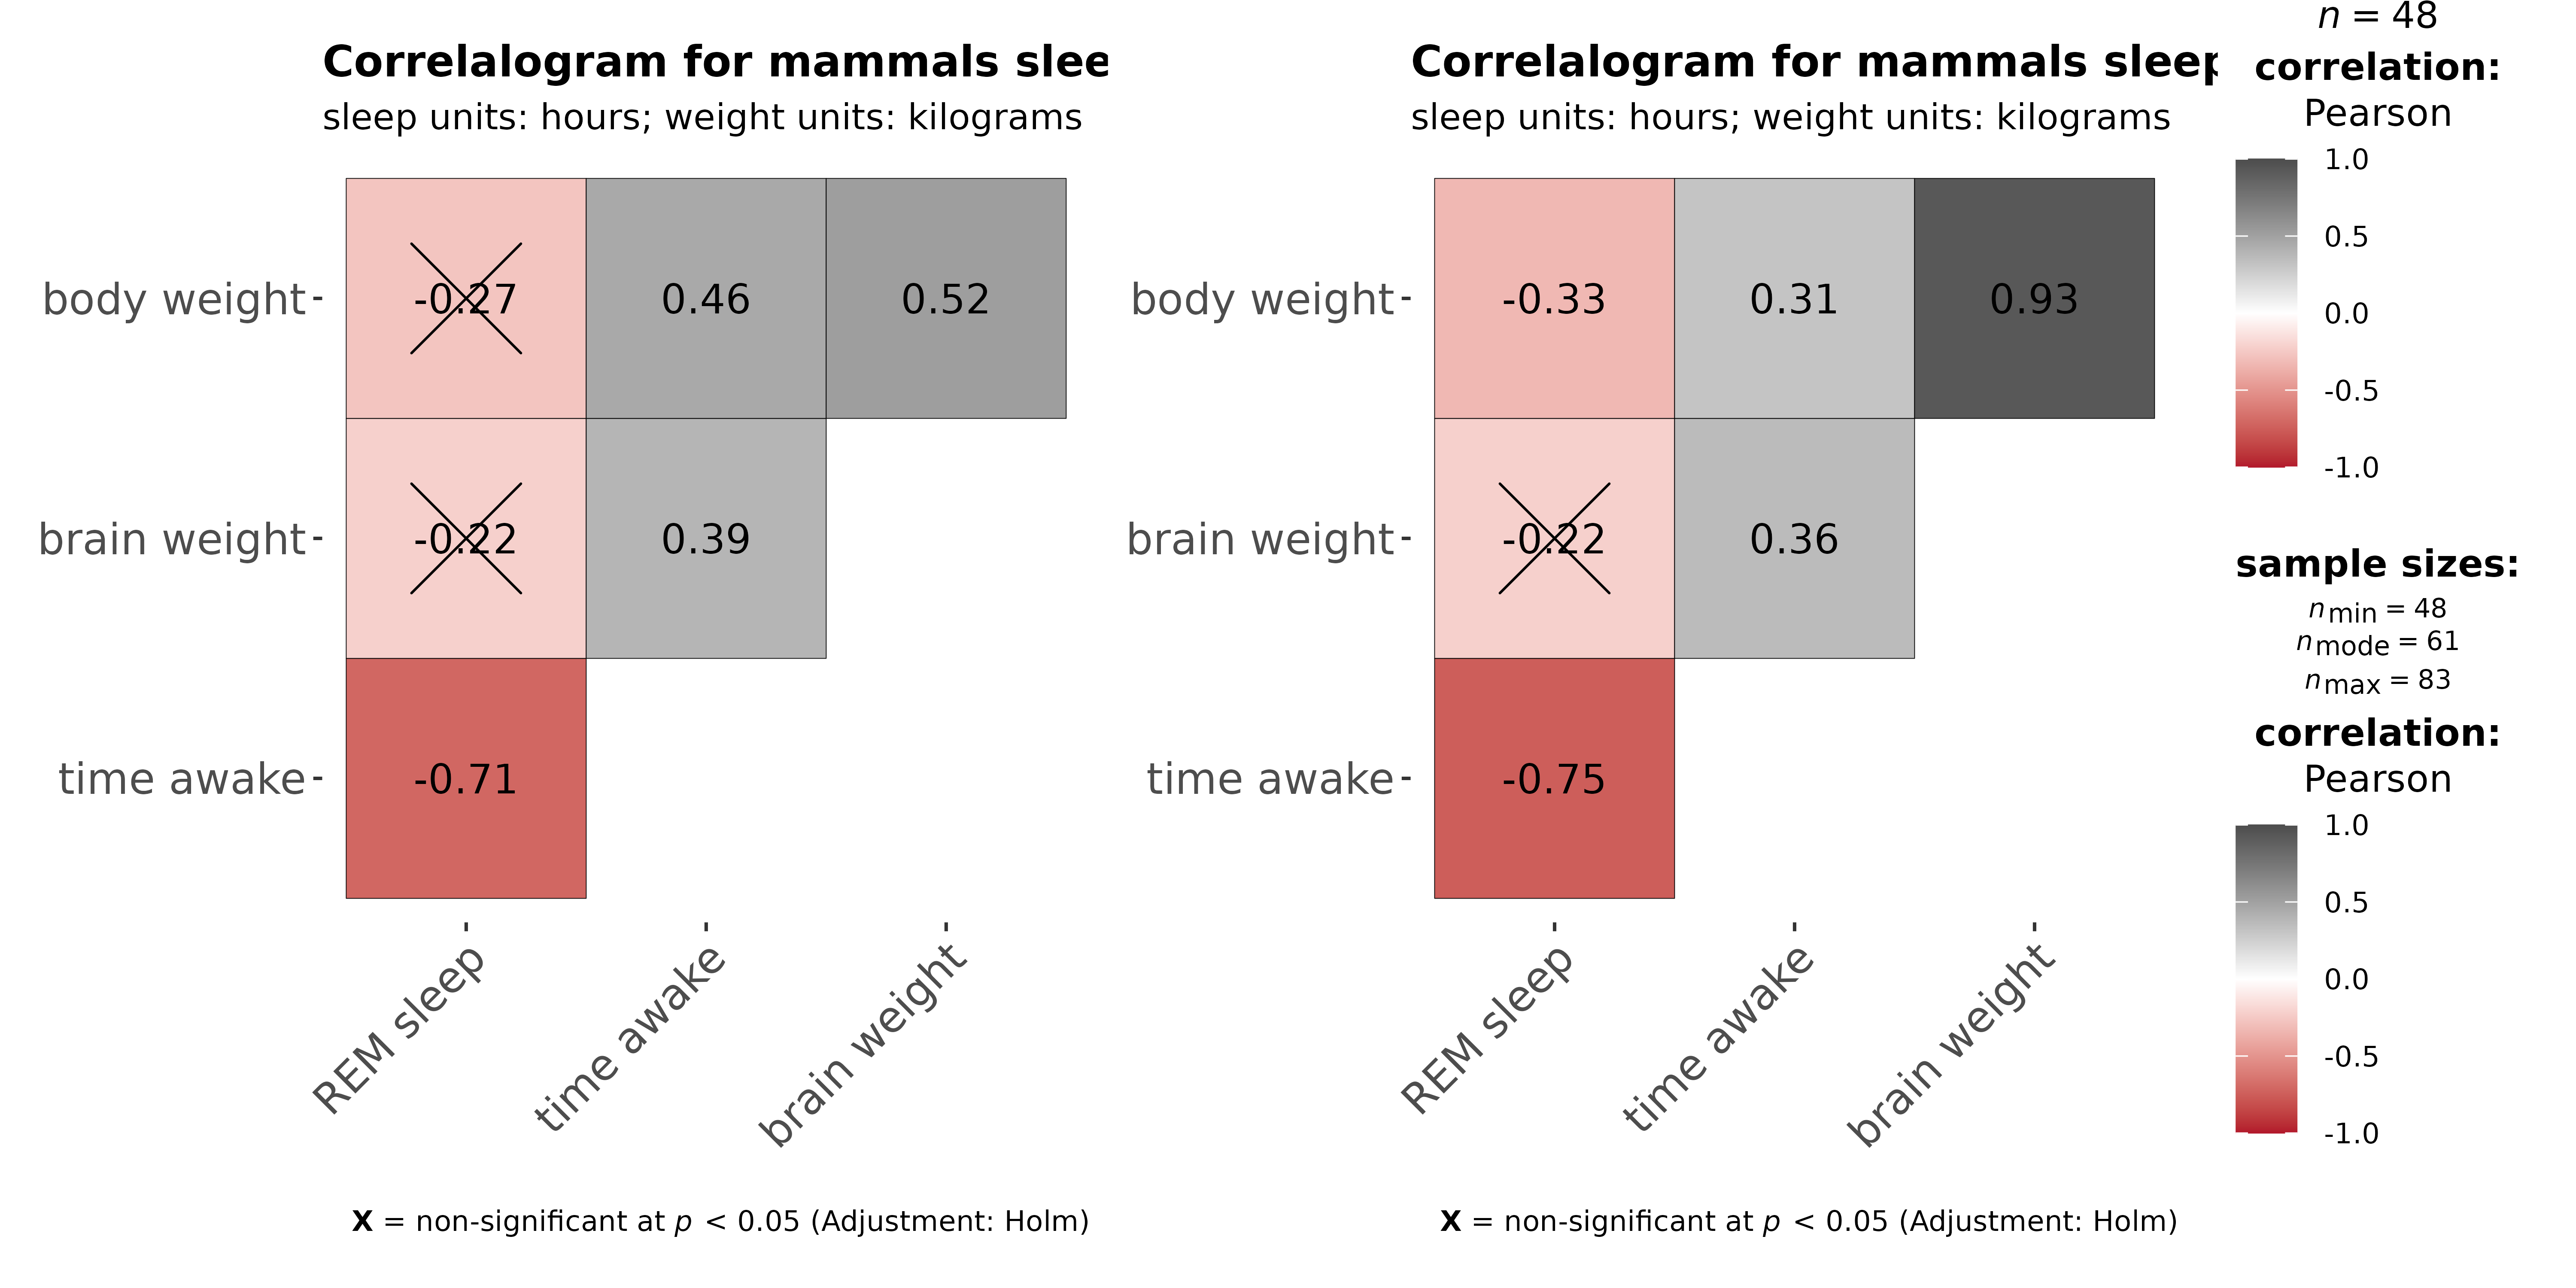 Correlalogram for mammals slee
sleep units: hours; weight units: kilograms
body weight
-0.27
0.46
0.52
brain weight
-0.22
0.39
time awake
-0.71
REM sleep
time awake
brain weight
X = non-significant at p < 0.05 (Adjustment: Holm)
Correlalogram for mammals sleep
sleep units: hours; weight units: kilograms
body weight
-0.33
0.31
0.93
brain weight
-0.22
0.36
time awake
-0.75
REM sleep
time awake
brain weight
X = non-significant at p < 0.05 (Adjustment: Holm)
n = 48
correlation:
Pearson
1.0
0.5
0.0
-0.5
-1.0
sample sizes:
nmin = 48
nmode = 61
nmax = 83
correlation:
Pearson
1.0
0.5
0.0
-0.5
-1.0